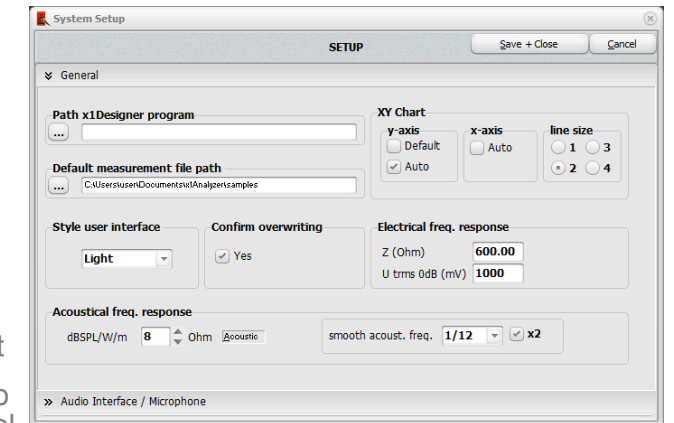 System Setup
SETUP
Save + Close
Cancel
General
Path x1Designer program
...
Default measurement file path
...
C:\Users\user\Documents\x1Analyzer\samples
XY Chart
y-axis
x-axis
line size
Default
Auto
1
3
Auto
2
4
Style user interface
Light
Confirm overwriting
Yes
Electrical freq. response
Z (Ohm)
600.00
U trms 0dB (mV)
1000
Acoustical freq. response
dBSPL/W/m
8
Ohm
Acoustic
smooth acoust. freq.
1/12
x2
Audio Interface / Microphone